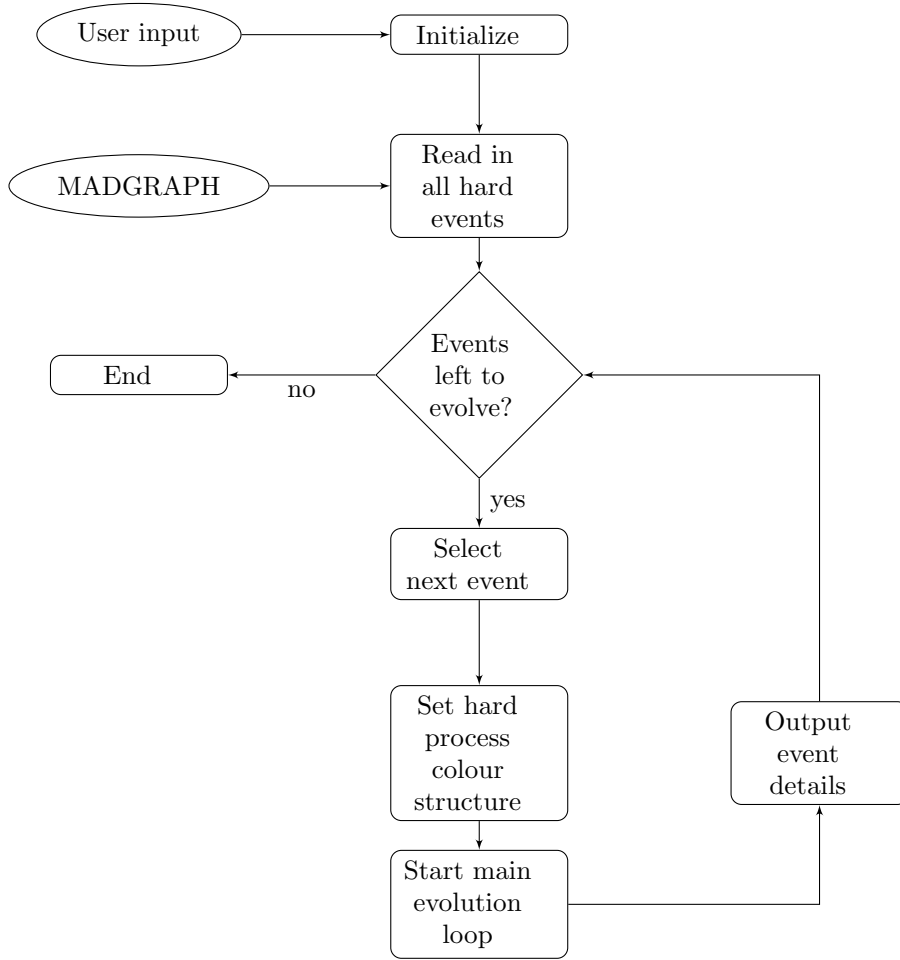 User input
Initialize
Read in
all hard
events
MADGRAPH
Events
left to
evolve?
End
no
yes
Select
next event
Set hard
process
colour
structure
Output
event
details
Start main
evolution
loop